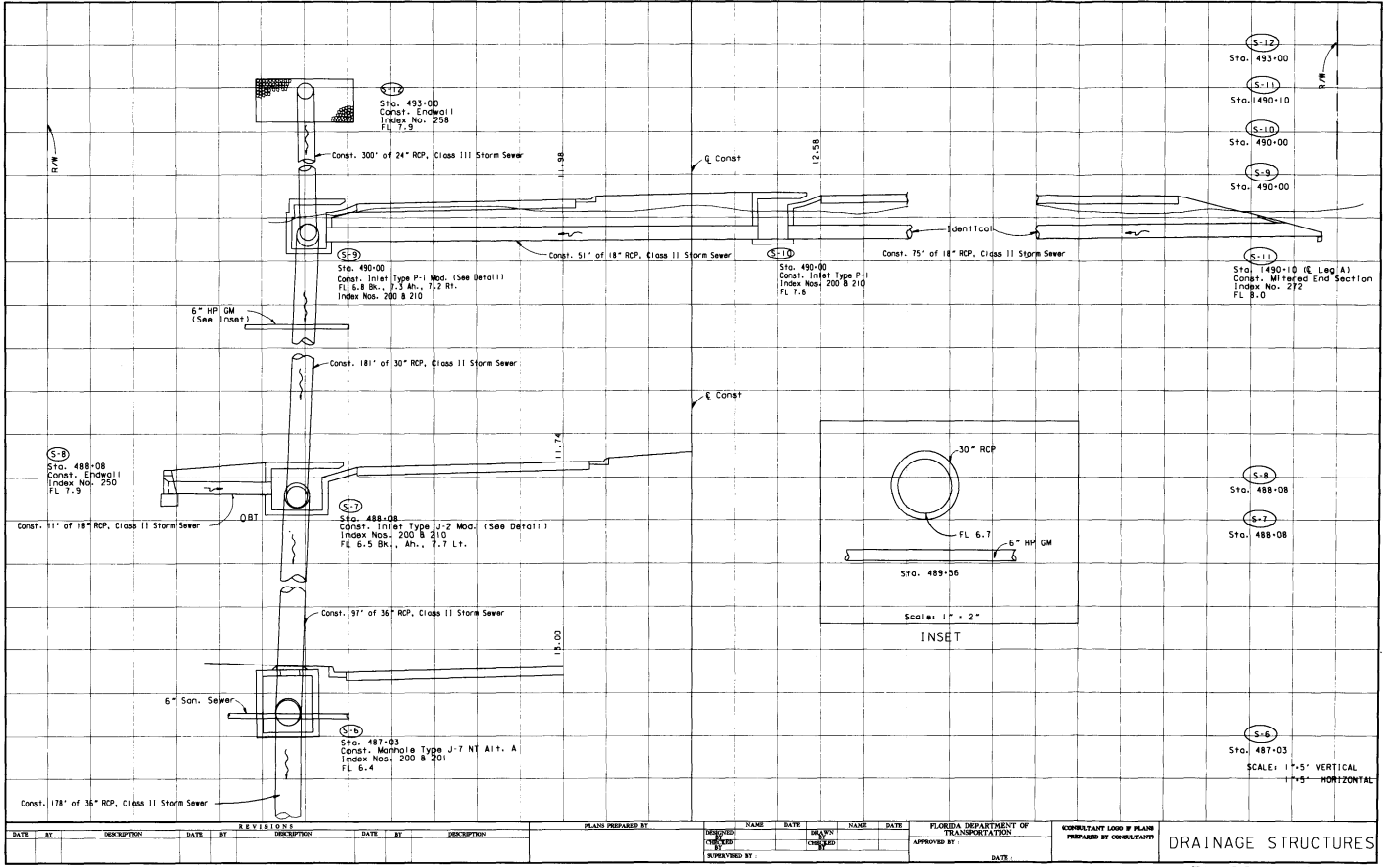 S-12
Sta. 493+00
Const. Endwall
Index No. 258
FL 7.9
R/W
Const. 300' of 24" RCP, Class III Storm Sewer
11.98
℄ Const
12.58
S-12
Sta. 493+00
R/W
S-11
Sta. 1490+10
S-10
Sta. 490+00
S-9
Sta. 490+00
S-9
Sta. 490+00
Const. Inlet Type P-1 Mod. (See Detail)
FL 6.8 Bk., 7.3 Ah., 7.2 Rt.
Index Nos. 200 & 210
Const. 51' of 18" RCP, Class II Storm Sewer
S-10
Sta. 490+00
Const. Inlet Type P-1
Index Nos. 200 & 210
FL 7.6
Identical
Const. 75' of 18" RCP, Class II Storm Sewer
S-11
Sta. 1490+10 (℄ Leg A)
Const. Mitered End Section
Index No. 272
FL 8.0
6" HP GM
(See Inset)
Const. 181' of 30" RCP, Class II Storm Sewer
℄ Const
11.74
S-8
Sta. 488+08
Const. Endwall
Index No. 250
FL 7.9
Const. 11' of 18" RCP, Class II Storm Sewer
OBT
S-7
Sta. 488+08
Const. Inlet Type J-2 Mod. (See Detail)
Index Nos. 200 & 210
FL 6.5 Bk., Ah., 7.7 Lt.
30" RCP
FL 6.7
6" HP GM
Sta. 489+36
Scale: 1" = 2"
INSET
S-8
Sta. 488+08
S-7
Sta. 488+08
Const. 97' of 36" RCP, Class II Storm Sewer
13.03
6" San. Sewer
S-6
Sta. 487+03
Const. Manhole Type J-7 NT Alt. A
Index Nos. 200 & 201
FL 6.4
Const. 178' of 36" RCP, Class II Storm Sewer
S-6
Sta. 487+03
SCALE: 1"=5' VERTICAL
1"=5' HORIZONTAL
REVISIONS
DATE BY DESCRIPTION DATE BY DESCRIPTION DATE BY DESCRIPTION
PLANS PREPARED BY
NAME DATE NAME DATE
DESIGNED BY DRAWN BY
CHECKED BY CHECKED BY
SUPERVISED BY :
FLORIDA DEPARTMENT OF
TRANSPORTATION
APPROVED BY :
DATE :
(CONSULTANT LOGO IF PLANS
PREPARED BY CONSULTANT)
DRAINAGE STRUCTURES